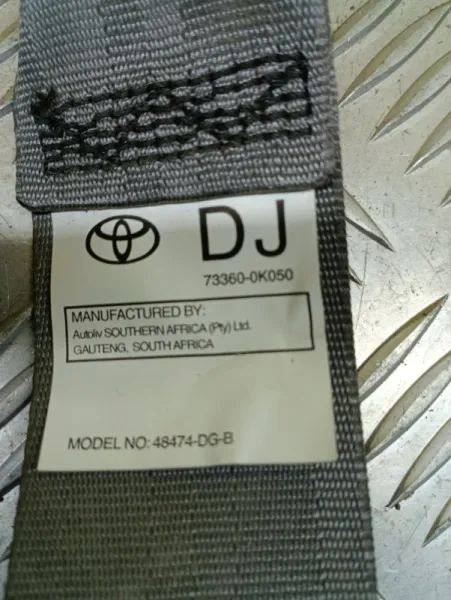 DJ
73360-0K050
MANUFACTURED BY:
Autoliv SOUTHERN AFRICA (Pty) Ltd.
GAUTENG, SOUTH AFRICA
MODEL NO: 48474-DG-B